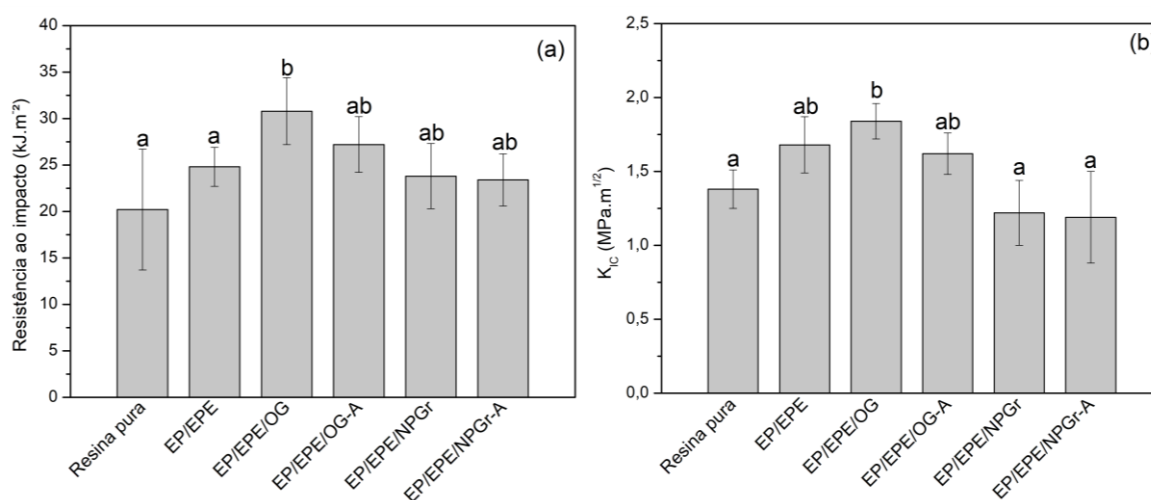 (a)
Resistência ao impacto (kJ.m⁻²)
40
35
30
25
20
15
10
5
0
a
a
b
ab
ab
ab
Resina pura
EP/EPE
EP/EPE/OG
EP/EPE/OG-A
EP/EPE/NPGr
EP/EPE/NPGr-A
(b
K_IC (MPa.m^1/2)
2,5
2,0
1,5
1,0
0,5
0,0
a
ab
b
ab
a
a
Resina pura
EP/EPE
EP/EPE/OG
EP/EPE/OG-A
EP/EPE/NPGr
EP/EPE/NPGr-A